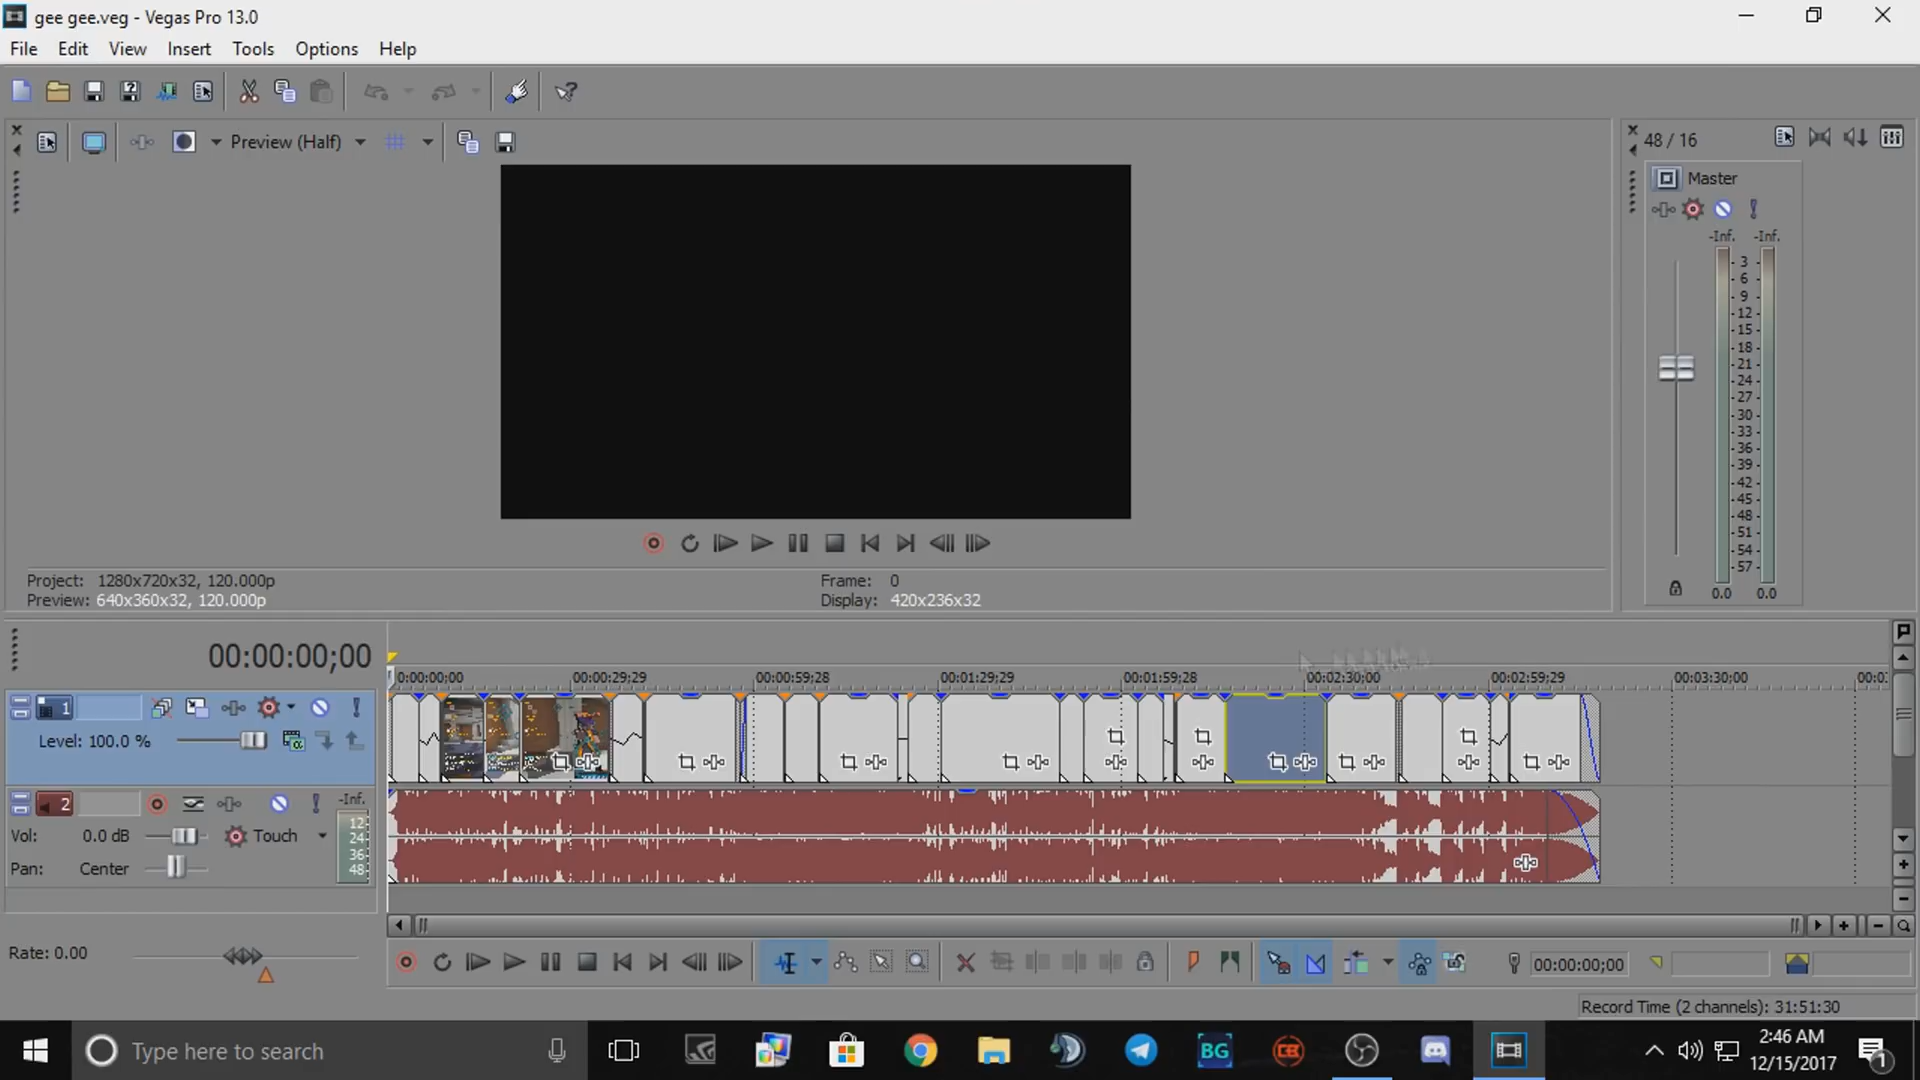 gee gee.veg - Vegas Pro 13.0
File Edit View Insert Tools Options Help
Preview (Half)
48 / 16
Master
-Inf. -Inf.
3
6
9
12
15
18
21
24
27
30
33
36
39
42
45
48
51
54
57
0.0 0.0
Project: 1280x720x32, 120.000p
Preview: 640x360x32, 120.000p
Frame: 0
Display: 420x236x32
00:00:00;00
00:00:00;00 00:00:29;29 00:00:59;28 00:01:29;29 00:01:59;28 00:02:30;00 00:02:59;29 00:03:30;00
1
Level: 100.0 %
2
-Inf.
12
24
36
48
Vol: 0.0 dB Touch
Pan: Center
Rate: 0.00
00:00:00;00
Record Time (2 channels): 31:51:30
Type here to search
BG
2:46 AM
12/15/2017
1